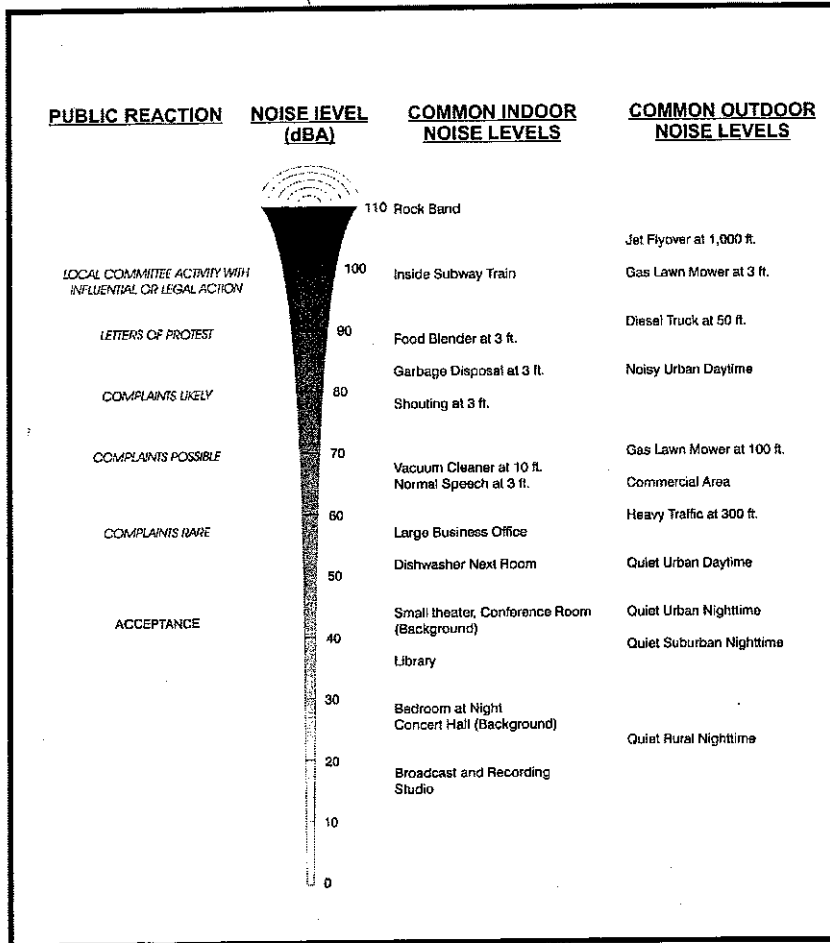 PUBLIC REACTION
NOISE lEVEL
(dBA)
COMMON INDOOR
NOISE LEVELS
COMMON OUTDOOR
NOISE LEVELS
110 Rock Band
Jet Flyover at 1,000 ft.
LOCAL COMMITTEE ACTIVITY WITH
INFLUENTIAL OR LEGAL ACTION
100
Inside Subway Train
Gas Lawn Mower at 3 ft.
Diesel Truck at 50 ft.
LETTERS OF PROTEST
90
Food Blender at 3 ft.
Garbage Disposal at 3 ft.
Noisy Urban Daytime
COMPLAINTS LIKELY
80
Shouting at 3 ft.
COMPLAINTS POSSIBLE
70
Gas Lawn Mower at 100 ft.
Vacuum Cleaner at 10 ft.
Normal Speech at 3 ft.
Commercial Area
60
Heavy Traffic at 300 ft.
COMPLAINTS RARE
Large Business Office
Dishwasher Next Room
Quiet Urban Daytime
50
ACCEPTANCE
Small theater, Conference Room
(Background)
Quiet Urban Nighttime
40
Quiet Suburban Nighttime
Library
30
Bedroom at Night
Concert Hall (Background)
Quiet Rural Nighttime
20
Broadcast and Recording
Studio
10
0